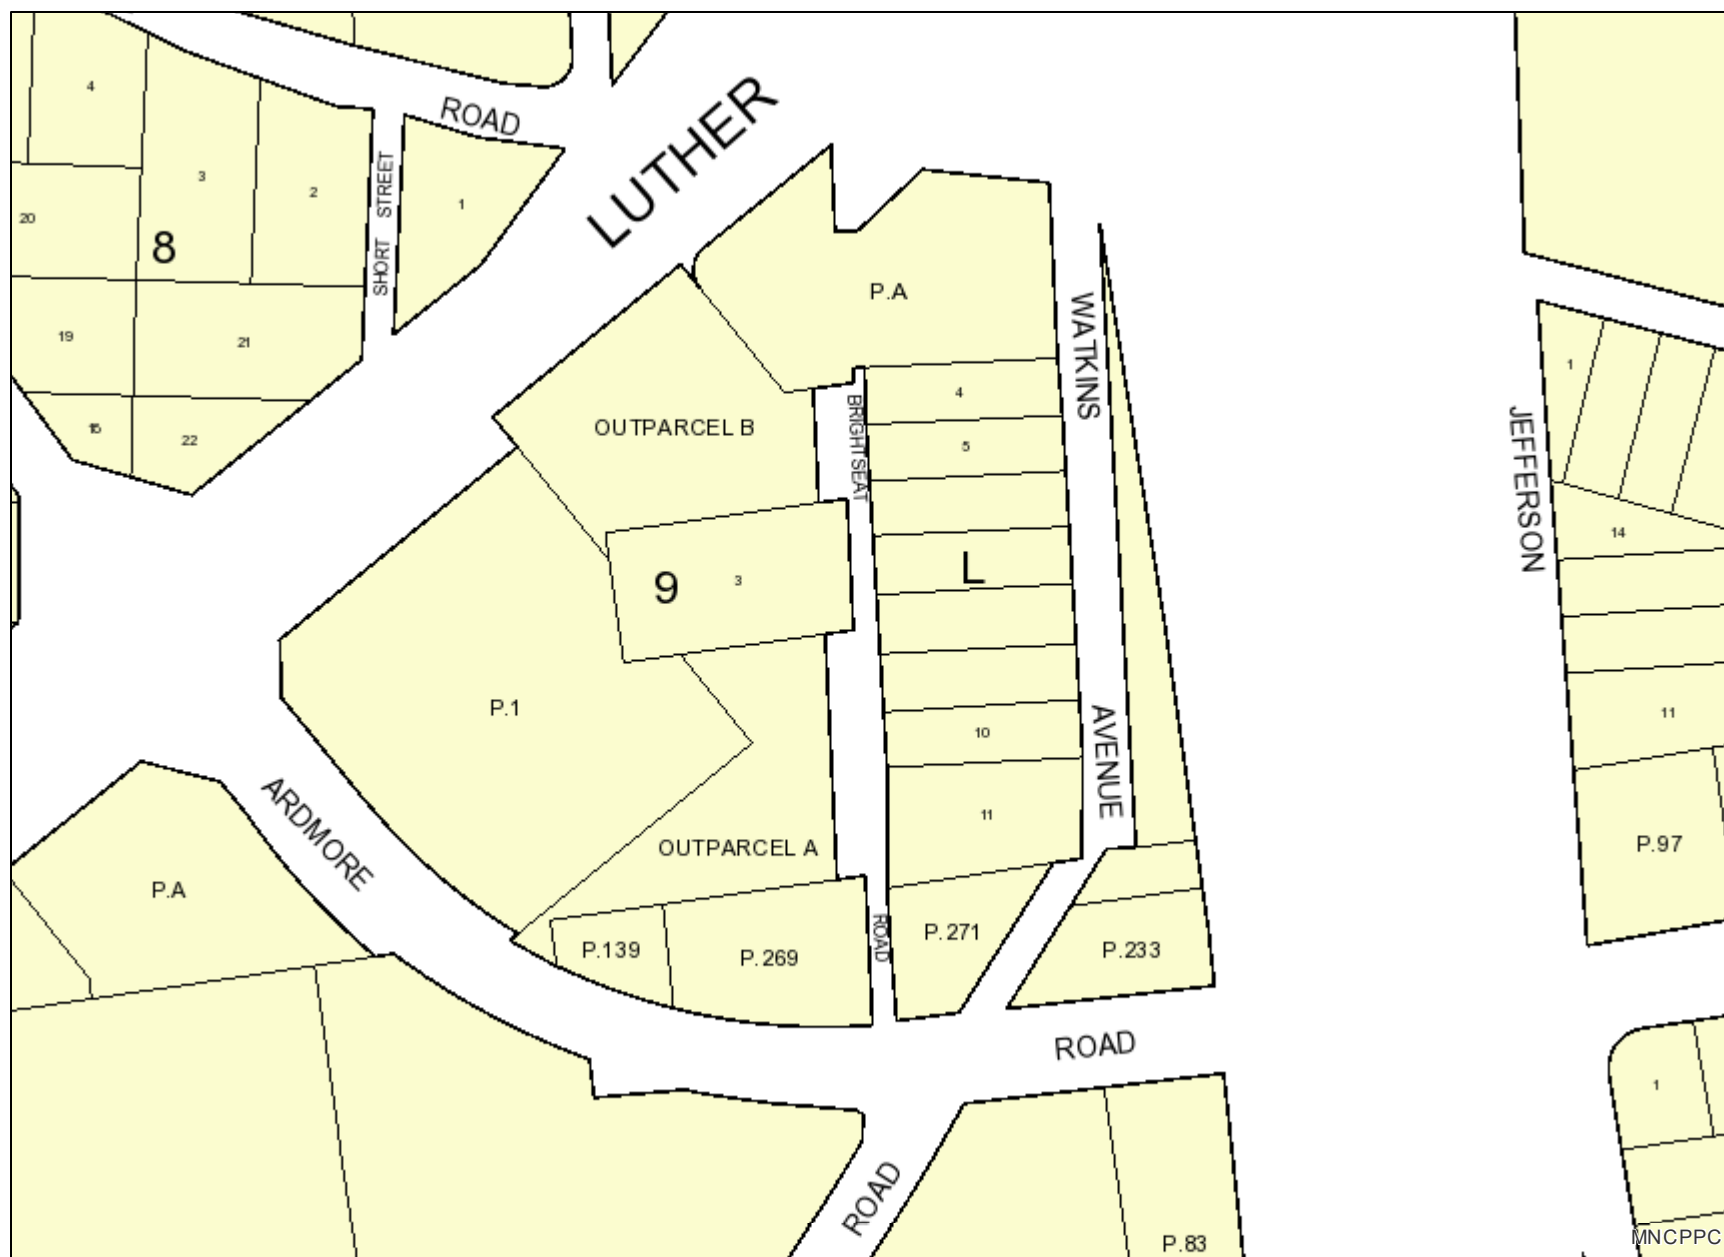 4
ROAD
LUTHER
3
2
SHORT STREET
1
20
8
P.A
WATKINS
19
21
1
4
BRIGHTSEAT
JEFFERSON
OUTPARCEL B
22
5
14
L
9
3
P.1
11
10
AVENUE
ARDMORE
11
P.97
OUTPARCEL A
P.A
ROAD
P.271
P.139
P.269
P.233
ROAD
1
ROAD
P.83
MNCPPC